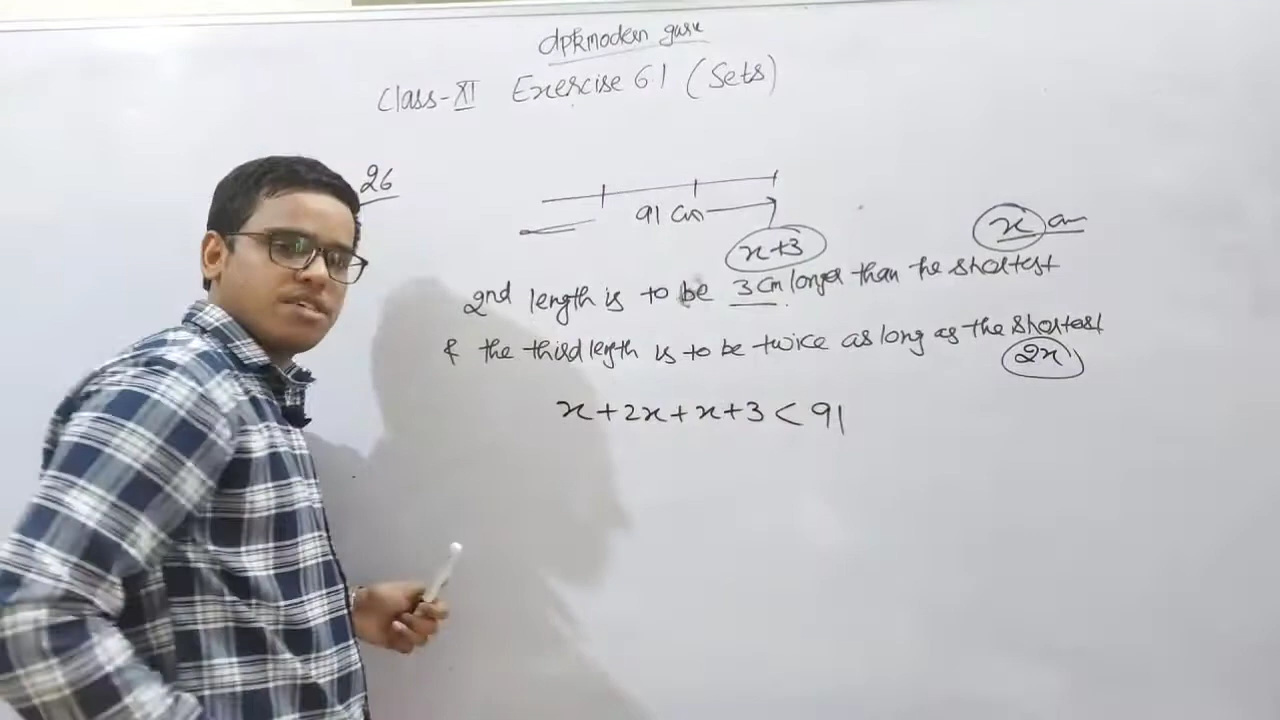 dpkmodern guru
Class-XI Exercise 6.1 (Sets)
26
91 cm
x+3
x cm
2nd length is to be 3 cm longer than he shortest
& the third length is to be twice as long as the shortest
2x
x+2x+x+3<91